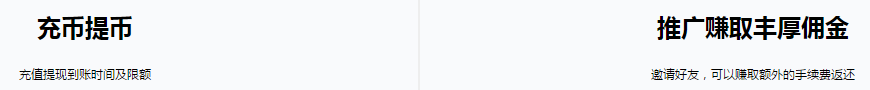 充币提币
充值提现到账时间及限额
推广赚取丰厚佣金
邀请好友，可以赚取额外的手续费返还